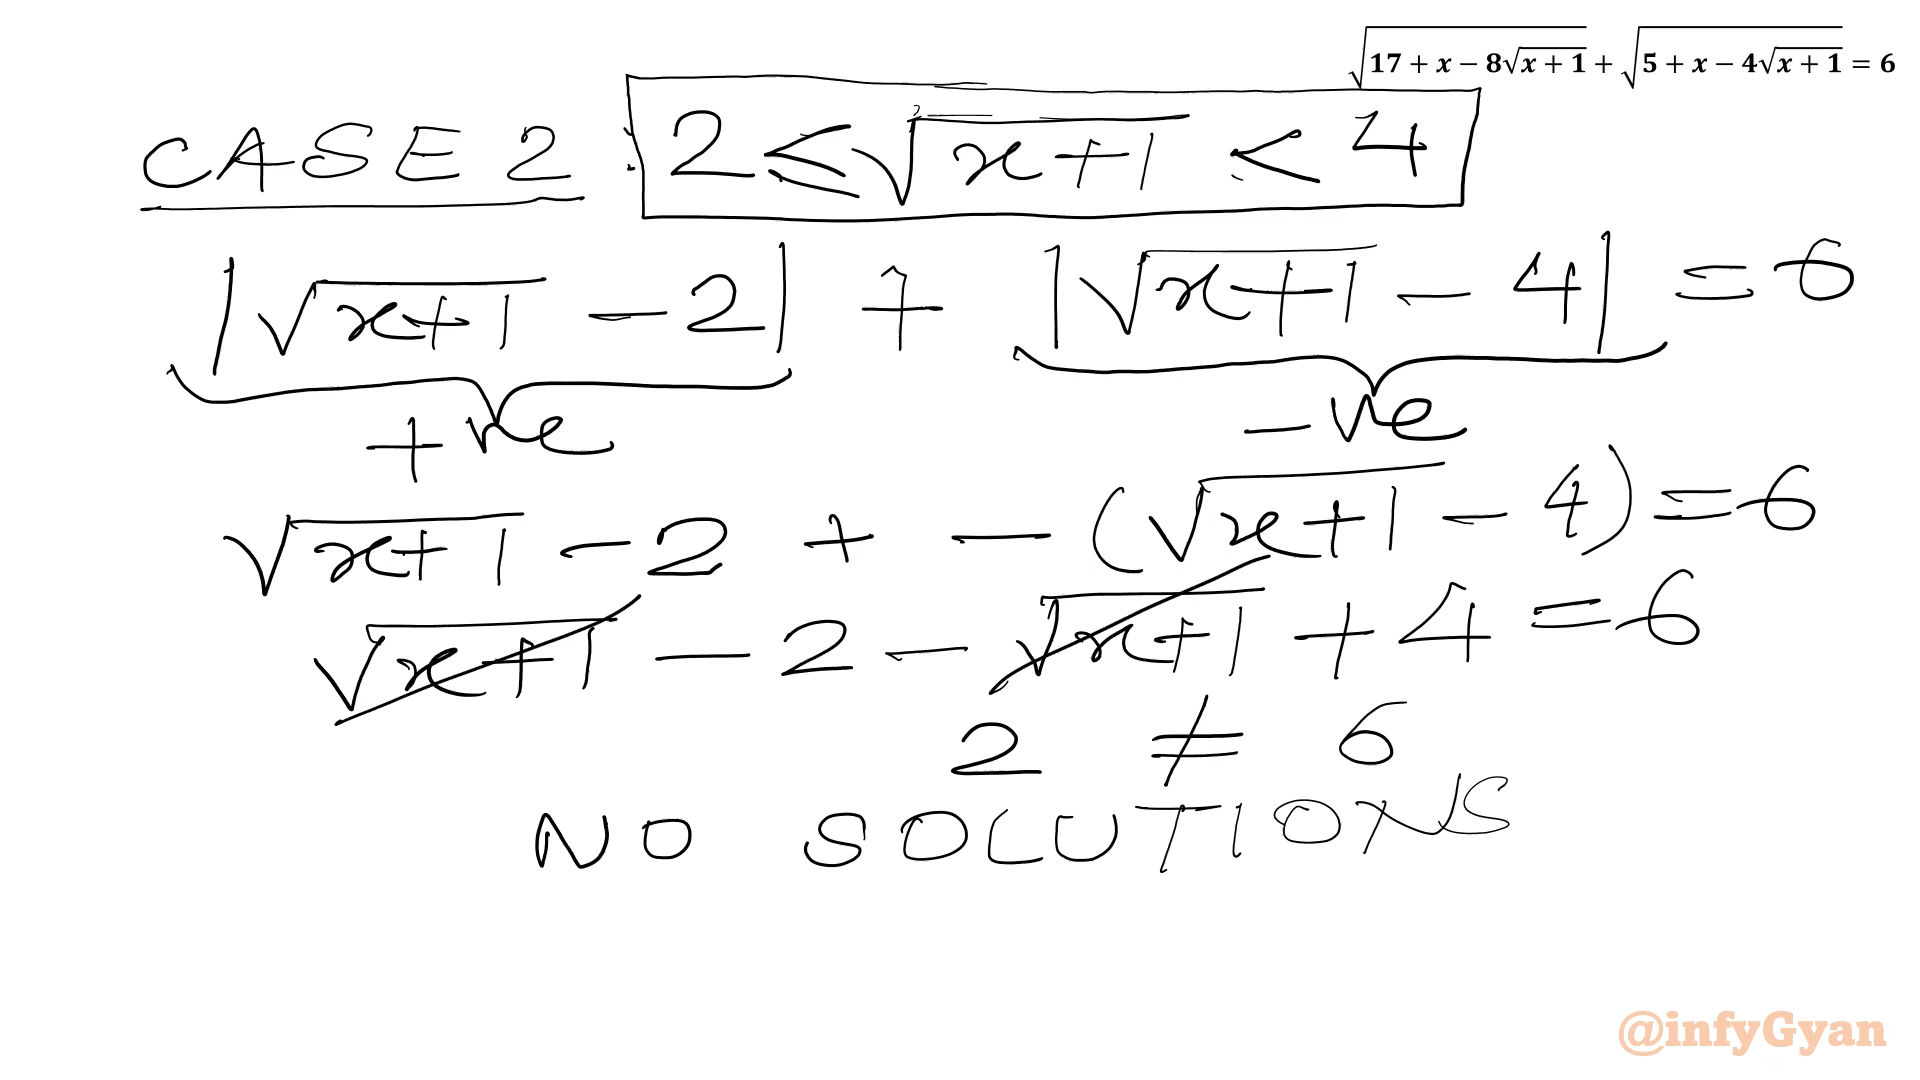 √(17 + x − 8√(x + 1)) + √(5 + x − 4√(x + 1)) = 6
CASE 2 : 2 ≤ √(x+1) < 4
|√(x+1) − 2| + |√(x+1) − 4| = 6
+ve −ve
√(x+1) − 2 + −(√(x+1) − 4) = 6
√(x+1) − 2 − √(x+1) + 4 = 6
2 ≠ 6
NO SOLUTIONS
@infyGyan